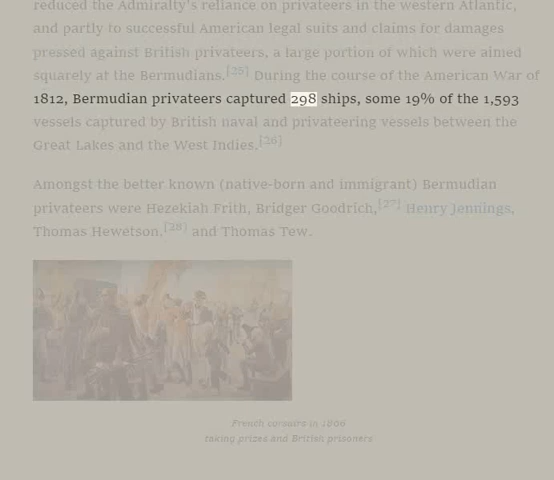 reduced the Admiralty's reliance on privateers in the western Atlantic,
and partly to successful American legal suits and claims for damages
pressed against British privateers, a large portion of which were aimed
squarely at the Bermudians.[25] During the course of the American War of
1812, Bermudian privateers captured 298 ships, some 19% of the 1,593
vessels captured by British naval and privateering vessels between the
Great Lakes and the West Indies.[26]
Amongst the better known (native-born and immigrant) Bermudian
privateers were Hezekiah Frith, Bridger Goodrich,[27] Henry Jennings,
Thomas Hewetson,[28] and Thomas Tew.
French corsairs in 1806
taking prizes and British prisoners